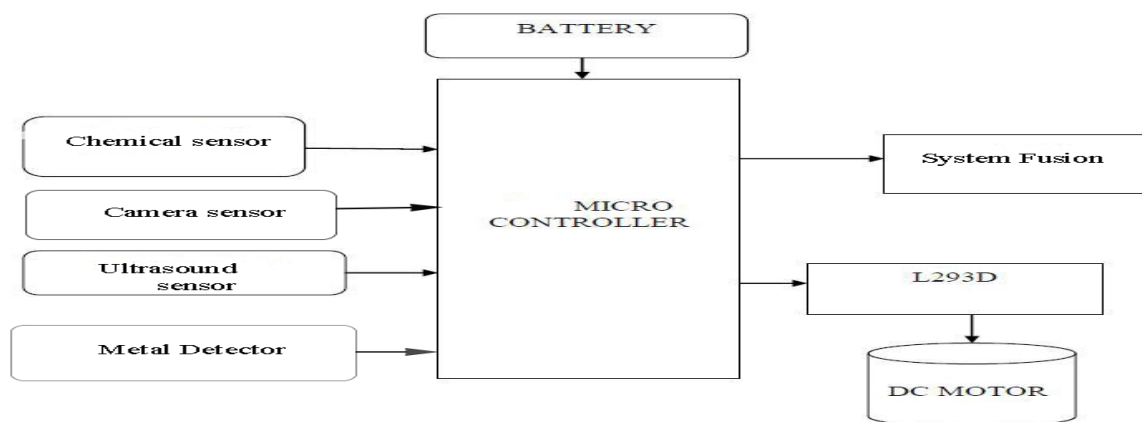 BATTERY
Chemical sensor
Camera sensor
Ultrasound
sensor
Metal Detector
MICRO
CONTROLLER
System Fusion
L293D
DC MOTOR